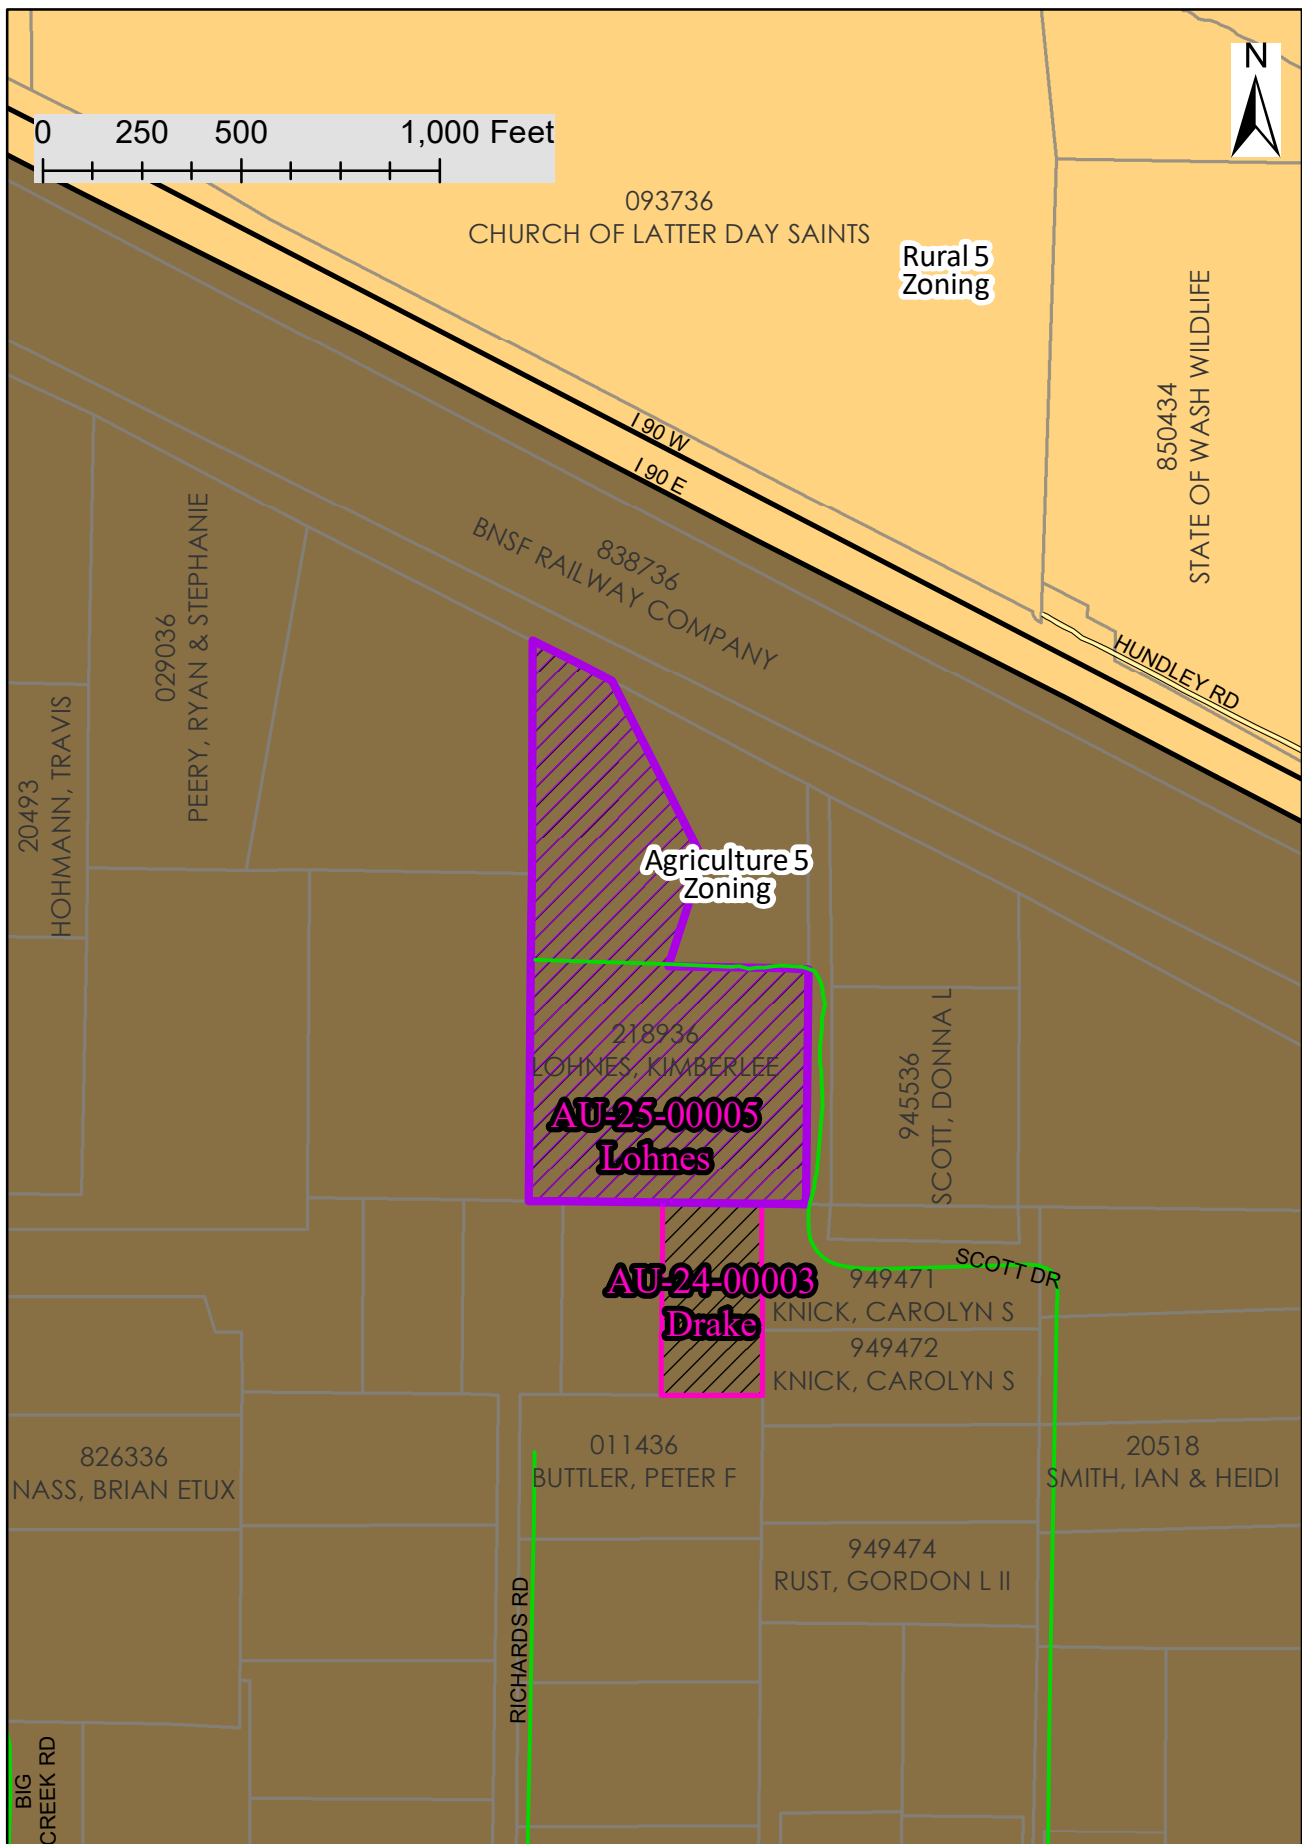 N
0 250 500 1,000 Feet
093736
CHURCH OF LATTER DAY SAINTS
Rural 5
Zoning
850434
STATE OF WASH WILDLIFE
I 90 W
I 90 E
838736
BNSF RAILWAY COMPANY
029036
PEERY, RYAN & STEPHANIE
HUNDLEY RD
20493
HOHMANN, TRAVIS
Agriculture 5
Zoning
218936
LOHNES, KIMBERLEE
945536
SCOTT, DONNA L
AU-25-00005
Lohnes
SCOTT DR
AU-24-00003
Drake
949471
KNICK, CAROLYN S
949472
KNICK, CAROLYN S
826336
NASS, BRIAN ETUX
011436
BUTTLER, PETER F
20518
SMITH, IAN & HEIDI
949474
RUST, GORDON L II
RICHARDS RD
BIG
CREEK RD